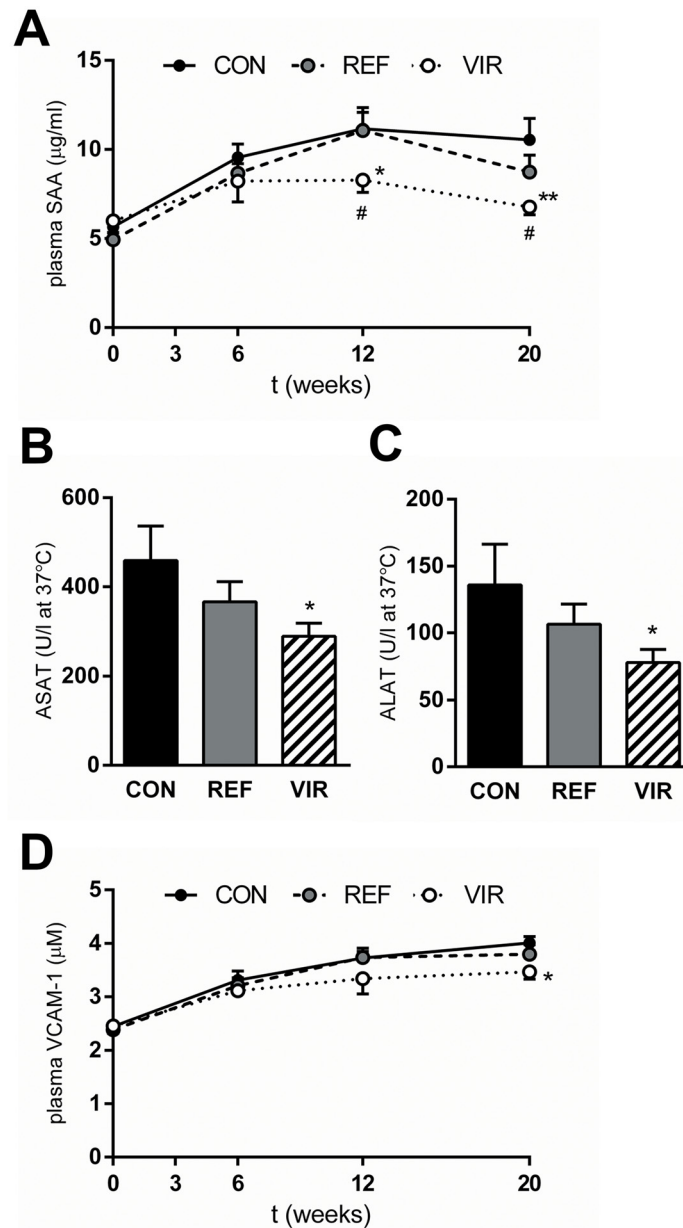 A
CON REF VIR
plasma SAA (µg/ml)
15
10
5
0
*
#
**
#
0 3 6 12 20
t (weeks)
B
ASAT (U/l at 37°C)
600
400
200
0
*
CON REF VIR
C
ALAT (U/l at 37°C)
200
150
100
50
0
*
CON REF VIR
D
CON REF VIR
plasma VCAM-1 (µM)
5
4
3
2
1
0
*
0 3 6 12 20
t (weeks)